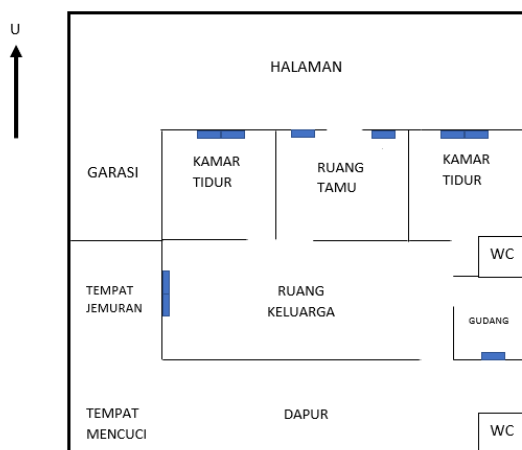 U
HALAMAN
GARASI
KAMAR
TIDUR
RUANG
TAMU
KAMAR
TIDUR
WC
TEMPAT
JEMURAN
RUANG
KELUARGA
GUDANG
TEMPAT
MENCUCI
DAPUR
WC